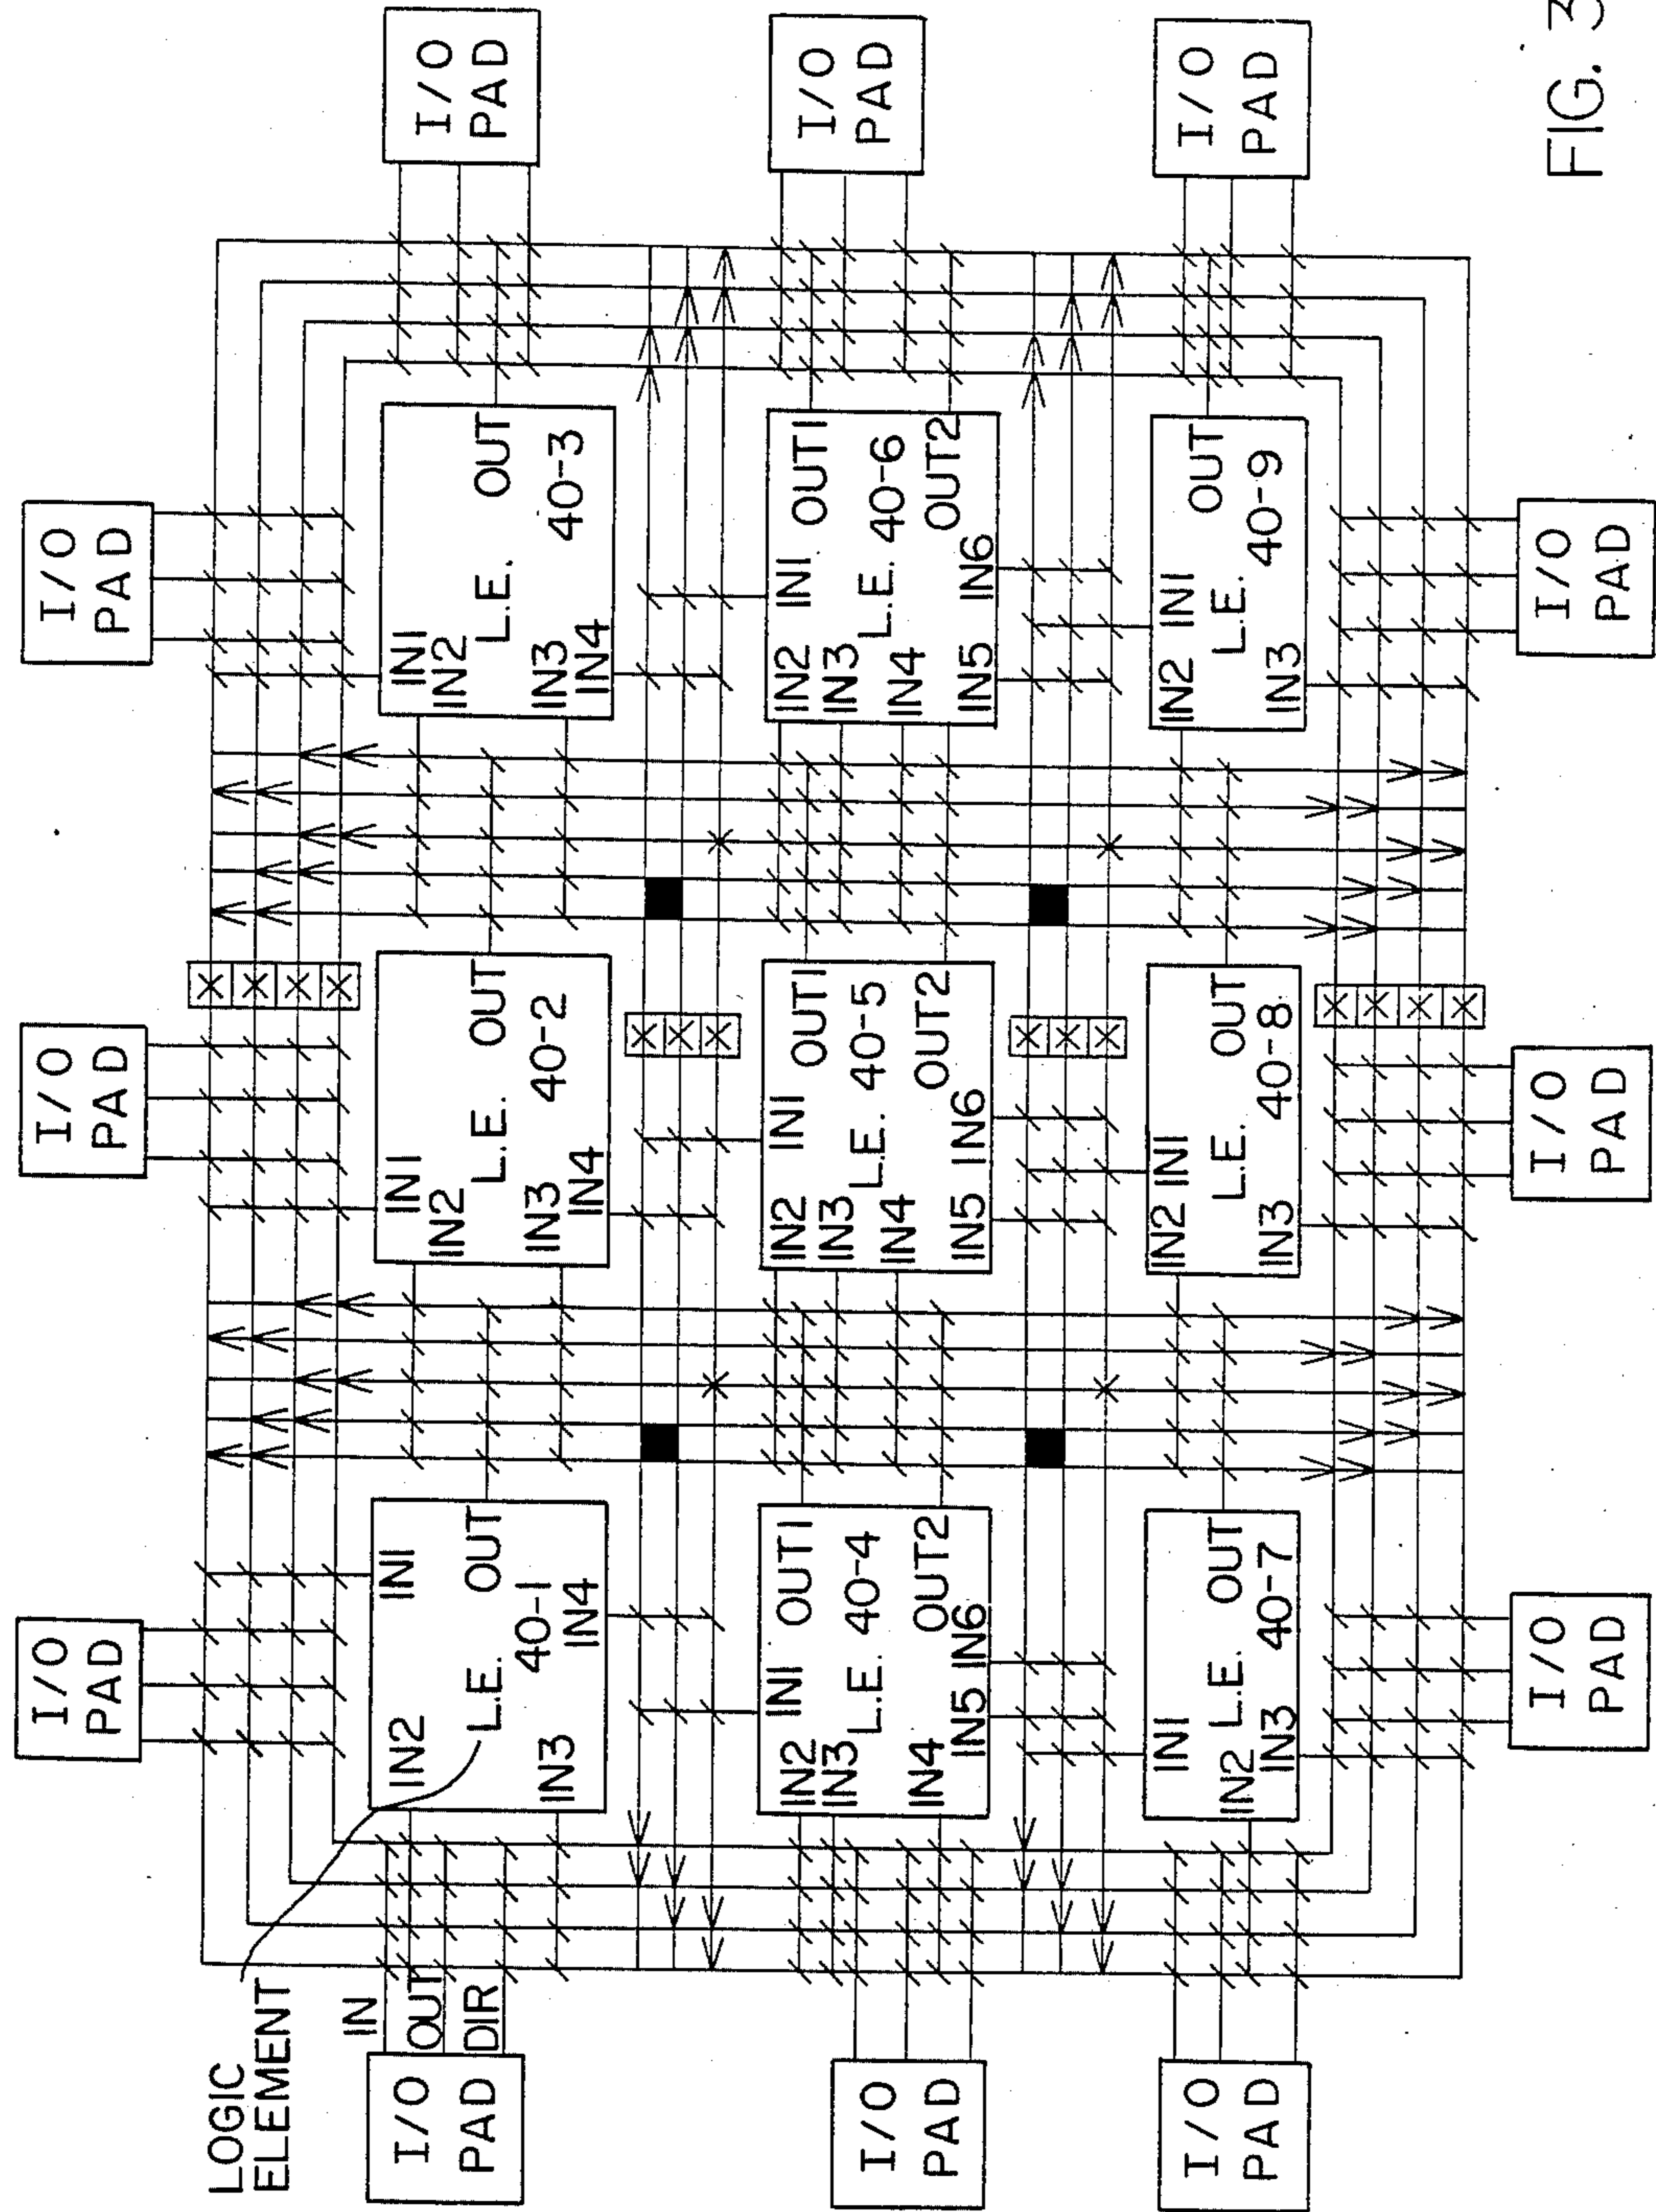 I/O
PAD
I/O
PAD
I/O
PAD
LOGIC
ELEMENT
IN
OUT
DIR
I/O
PAD
IN2 IN1
L.E. OUT
40-1
IN3 IN4
IN1
IN2
L.E. OUT
40-2
IN3
IN4
IN1
IN2
L.E. OUT
40-3
IN3
IN4
I/O
PAD
I/O
PAD
IN1 OUT1
IN2
IN3
L.E. 40-4
IN4 OUT2
IN5 IN6
IN2 IN1 OUT1
IN3
L.E. 40-5
IN4 OUT2
IN5 IN6
IN2 IN1 OUT1
IN3
L.E. 40-6
IN4 OUT2
IN5 IN6
I/O
PAD
I/O
PAD
IN1
L.E. OUT
IN2
IN3 40-7
IN2 IN1
L.E. OUT
IN3 40-8
IN2 IN1
L.E. OUT
IN3 40-9
I/O
PAD
I/O
PAD
I/O
PAD
I/O
PAD
FIG. 3